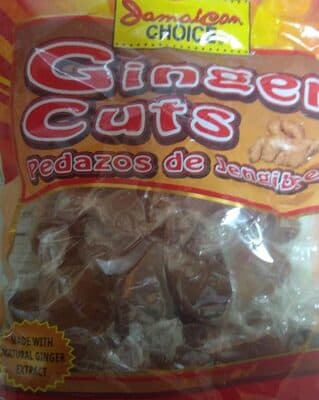 Jamaican
CHOICE
Ginger
Cuts
Pedazos de Jengibre
MADE WITH
NATURAL GINGER
EXTRACT